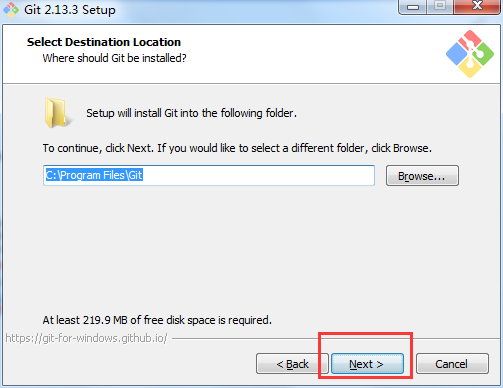 Git 2.13.3 Setup
Select Destination Location
Where should Git be installed?
Setup will install Git into the following folder.
To continue, click Next. If you would like to select a different folder, click Browse.
C:\Program Files\Git
Browse...
At least 219.9 MB of free disk space is required.
https://git-for-windows.github.io/
< Back
Next >
Cancel